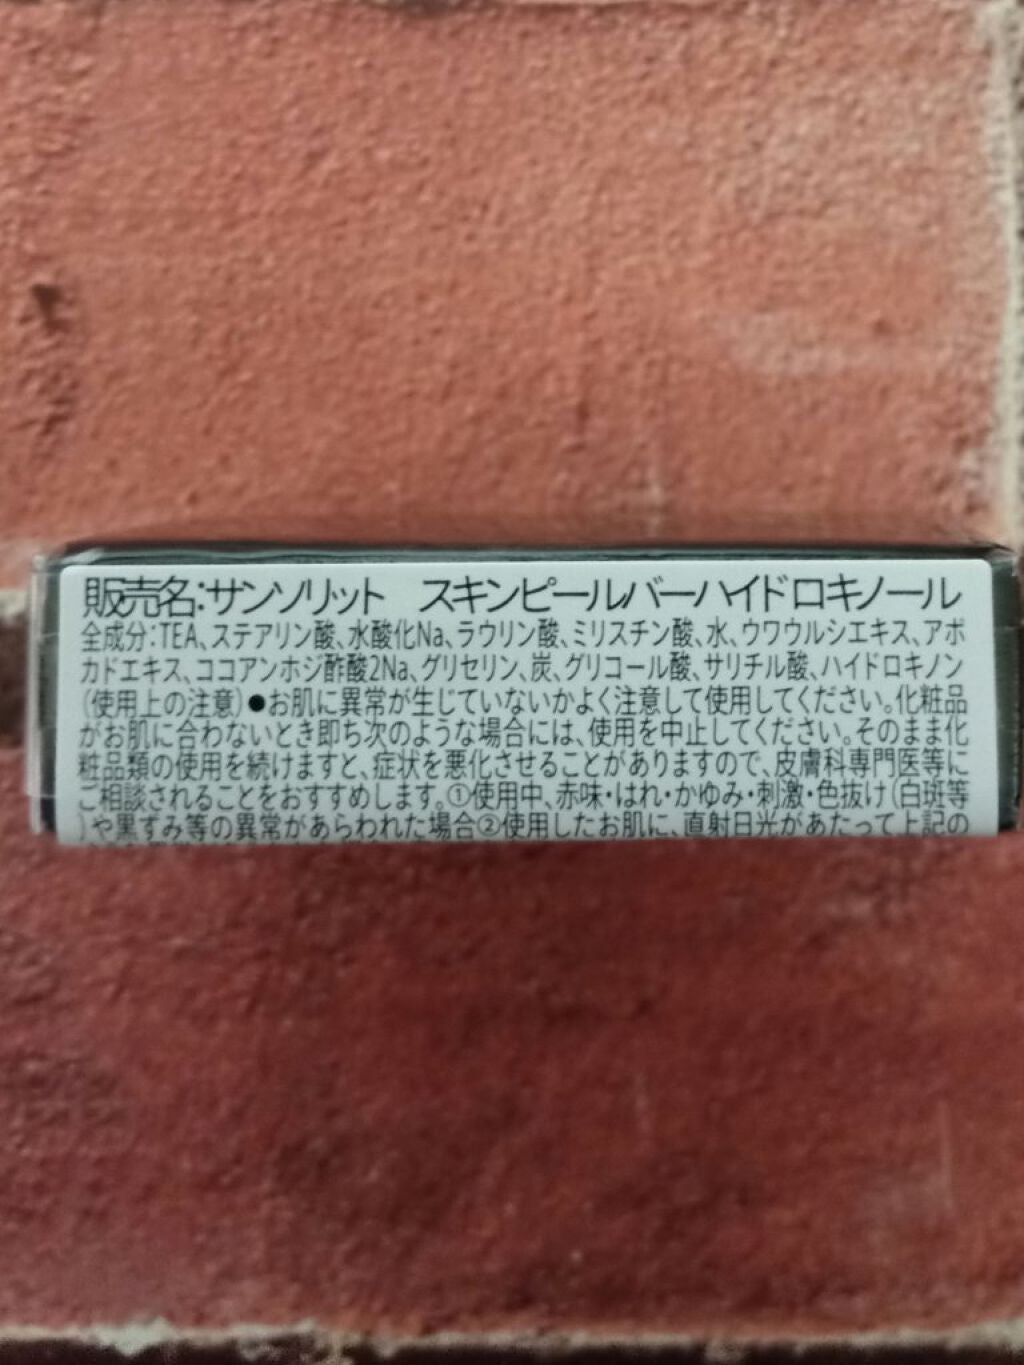 販売名:サンソリット　スキンピールバーハイドロキノール
全成分:TEA、ステアリン酸、水酸化Na、ラウリン酸、ミリスチン酸、水、ウワウルシエキス、アボ
カドエキス、ココアンホジ酢酸2Na、グリセリン、炭、グリコール酸、サリチル酸、ハイドロキノン
(使用上の注意)●お肌に異常が生じていないかよく注意して使用してください。化粧品
がお肌に合わないとき即ち次のような場合には、使用を中止してください。そのまま化
粧品類の使用を続けますと、症状を悪化させることがありますので、皮膚科専門医等に
ご相談されることをおすすめします。①使用中、赤味・はれ・かゆみ・刺激・色抜け(白斑等
)や黒ずみ等の異常があらわれた場合②使用したお肌に、直射日光があたって上記の